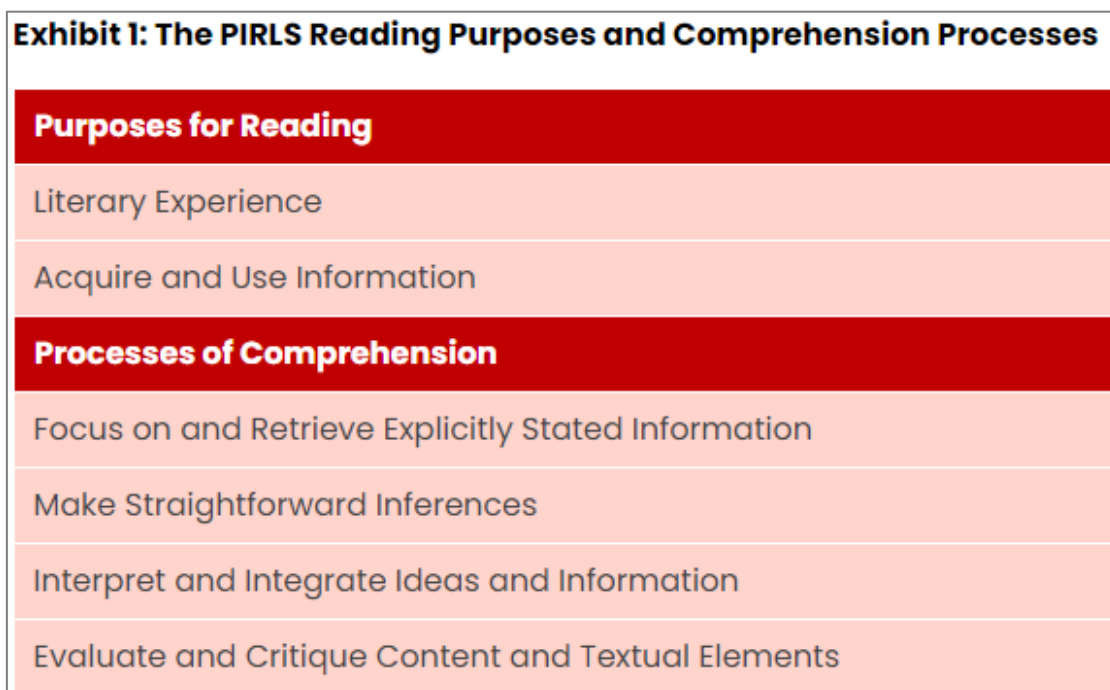 Exhibit 1: The PIRLS Reading Purposes and Comprehension Processes
Purposes for Reading
Literary Experience
Acquire and Use Information
Processes of Comprehension
Focus on and Retrieve Explicitly Stated Information
Make Straightforward Inferences
Interpret and Integrate Ideas and Information
Evaluate and Critique Content and Textual Elements